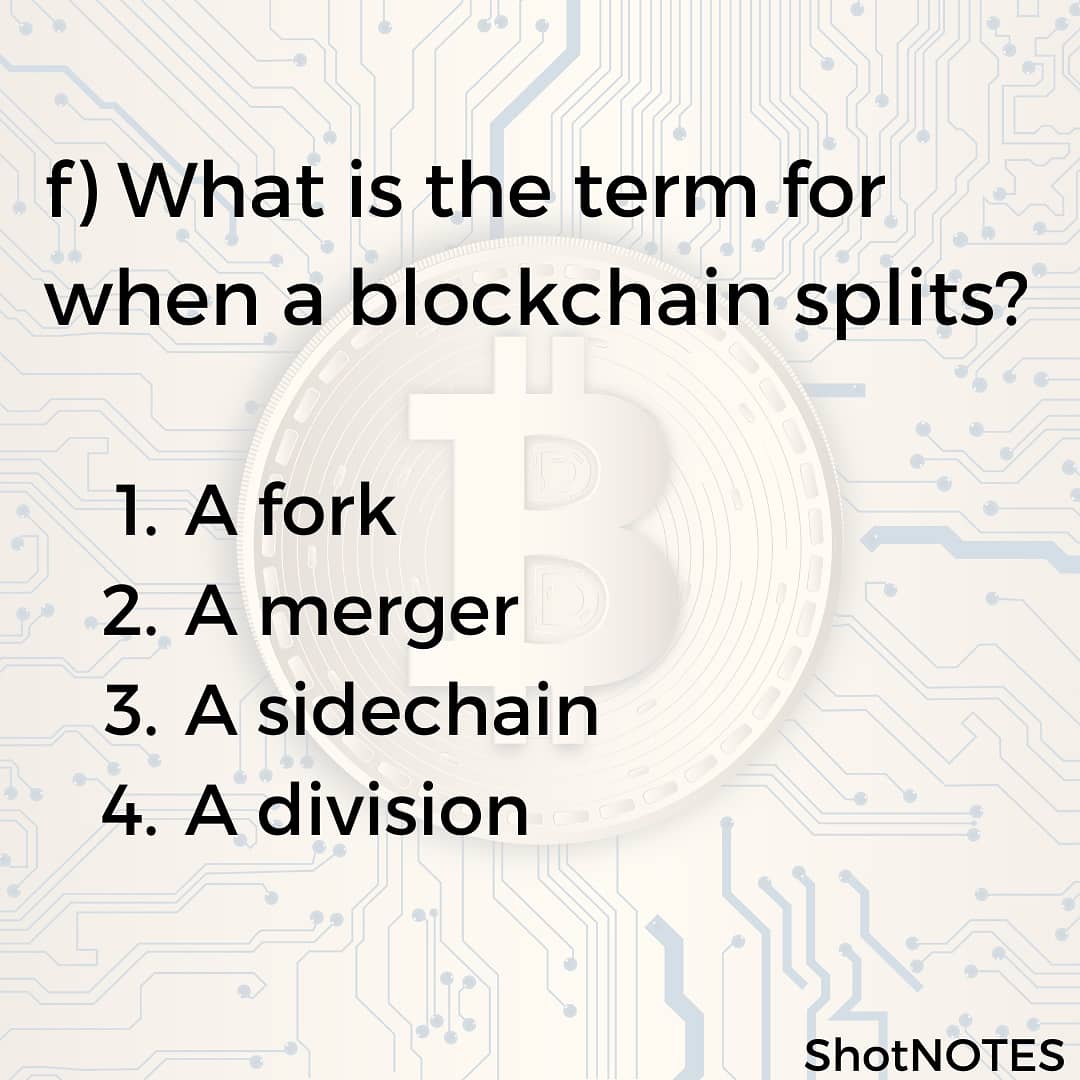 f) What is the term for
when a blockchain splits?
1. A fork
2. A merger
3. A sidechain
4. A division
ShotNOTES